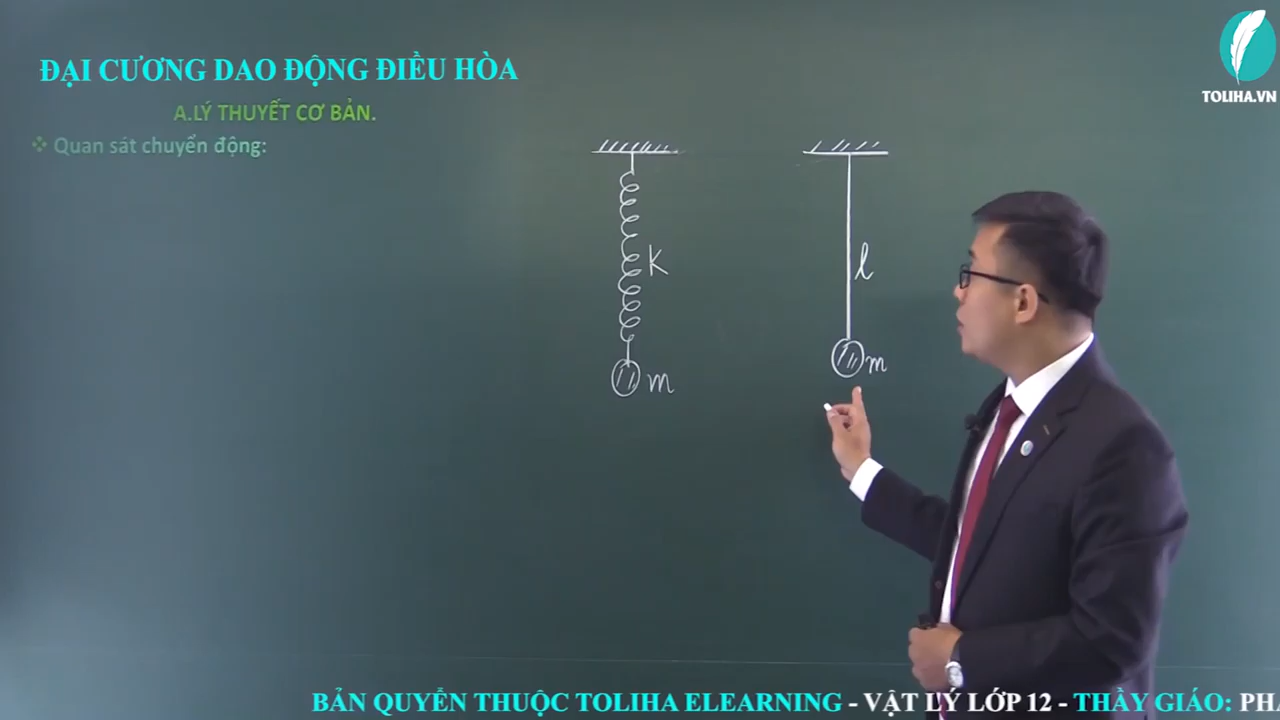 ĐẠI CƯƠNG DAO ĐỘNG ĐIỀU HÒA
TOLIHA.VN
A.LÝ THUYẾT CƠ BẢN.
Quan sát chuyển động:
k
l
m
m
BẢN QUYỀN THUỘC TOLIHA ELEARNING - VẬT LÝ LỚP 12 - THẦY GIÁO: